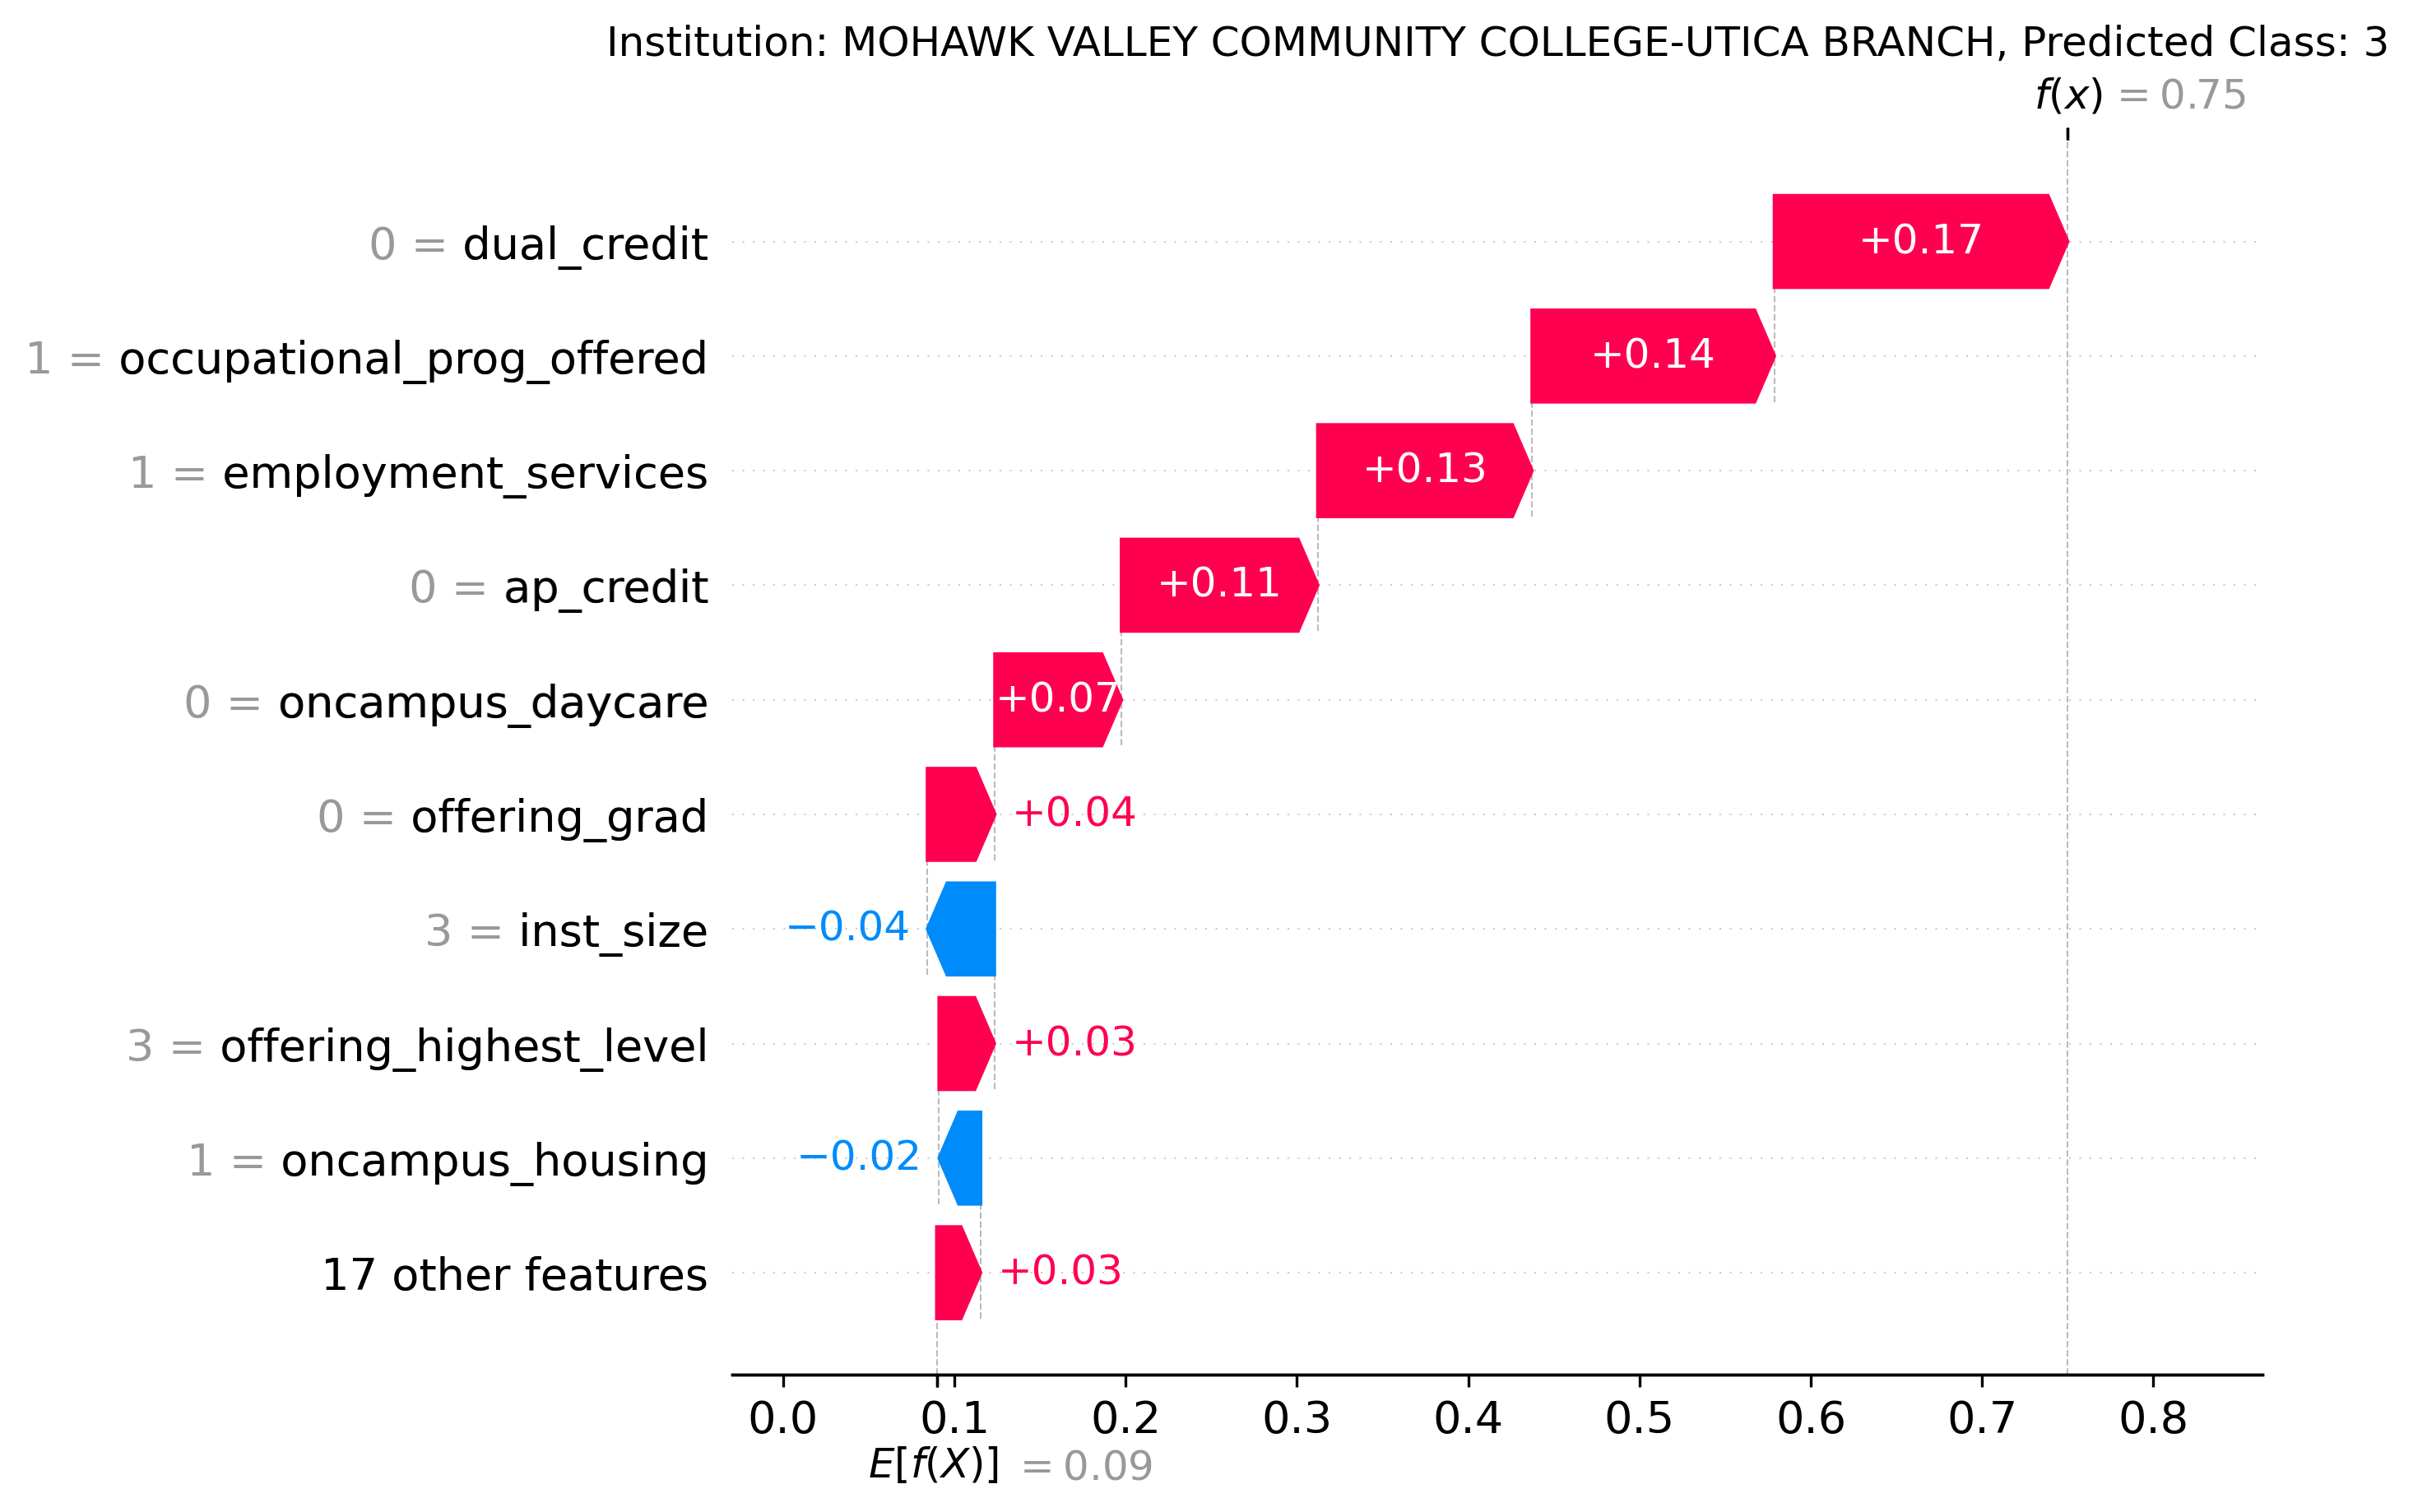 Institution: MOHAWK VALLEY COMMUNITY COLLEGE-UTICA BRANCH, Predicted Class: 3
f(x) = 0.75
0 = dual_credit +0.17
1 = occupational_prog_offered +0.14
1 = employment_services +0.13
0 = ap_credit +0.11
0 = oncampus_daycare +0.07
0 = offering_grad +0.04
3 = inst_size −0.04
3 = offering_highest_level +0.03
1 = oncampus_housing −0.02
17 other features +0.03
0.0 0.1 0.2 0.3 0.4 0.5 0.6 0.7 0.8
E[f(X)] = 0.09